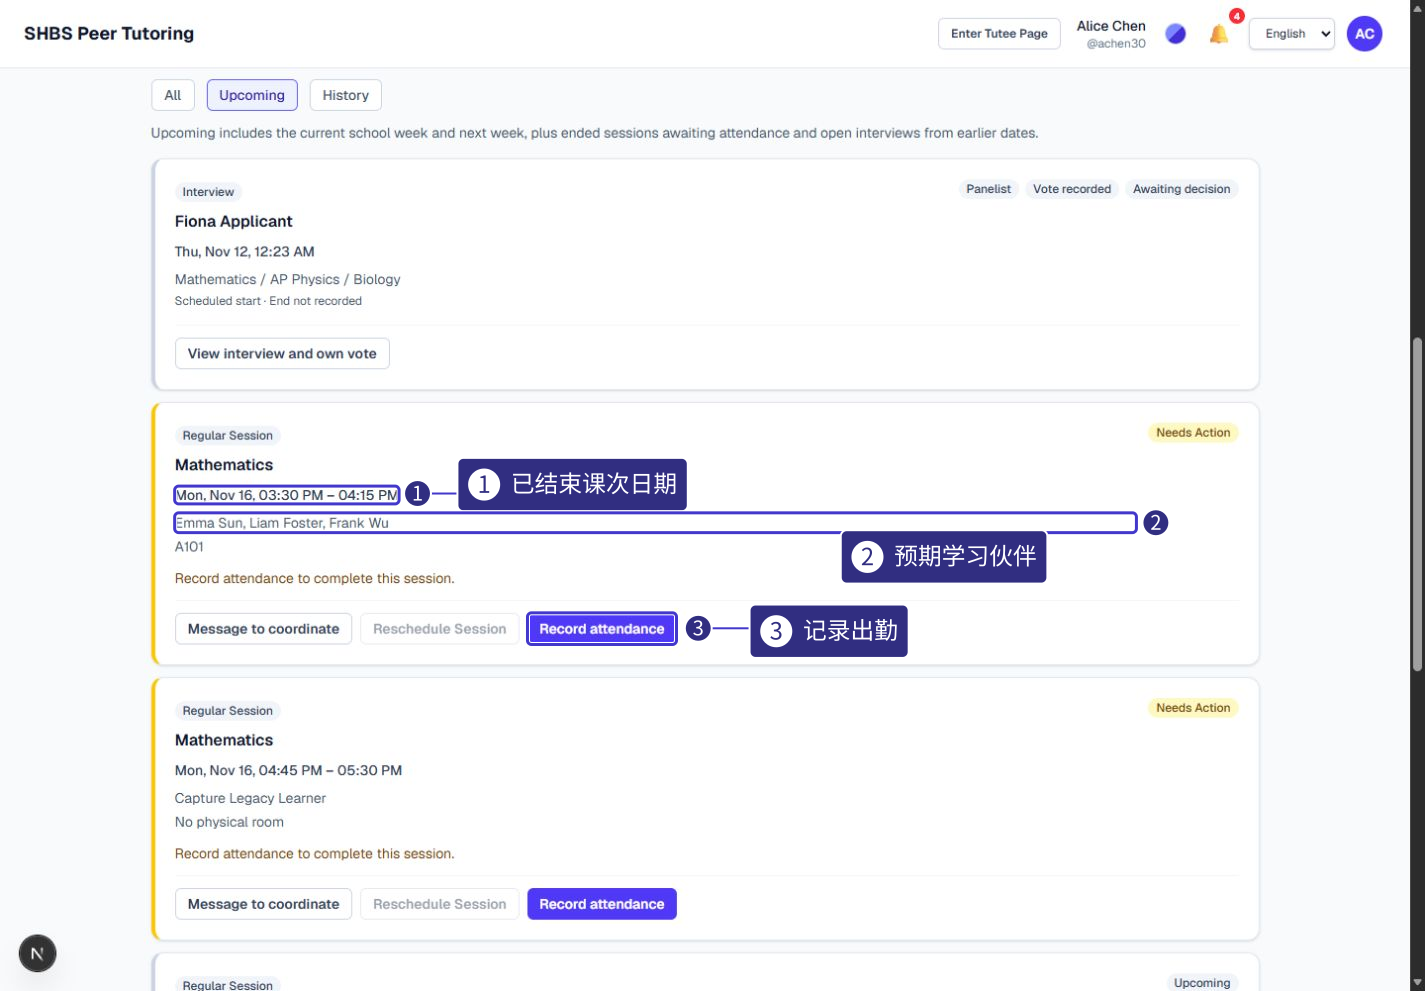 SHBS Peer Tutoring
Enter Tutee Page
Alice Chen
@achen30
4
English
AC
All
Upcoming
History
Upcoming includes the current school week and next week, plus ended sessions awaiting attendance and open interviews from earlier dates.
Interview
Panelist
Vote recorded
Awaiting decision
Fiona Applicant
Thu, Nov 12, 12:23 AM
Mathematics / AP Physics / Biology
Scheduled start · End not recorded
View interview and own vote
Regular Session
Needs Action
Mathematics
Mon, Nov 16, 03:30 PM – 04:15 PM
1
1 已结束课次日期
Emma Sun, Liam Foster, Frank Wu
2
2 预期学习伙伴
A101
Record attendance to complete this session.
Message to coordinate
Reschedule Session
Record attendance
3
3 记录出勤
Regular Session
Needs Action
Mathematics
Mon, Nov 16, 04:45 PM – 05:30 PM
Capture Legacy Learner
No physical room
Record attendance to complete this session.
Message to coordinate
Reschedule Session
Record attendance
N
Regular Session
Upcoming